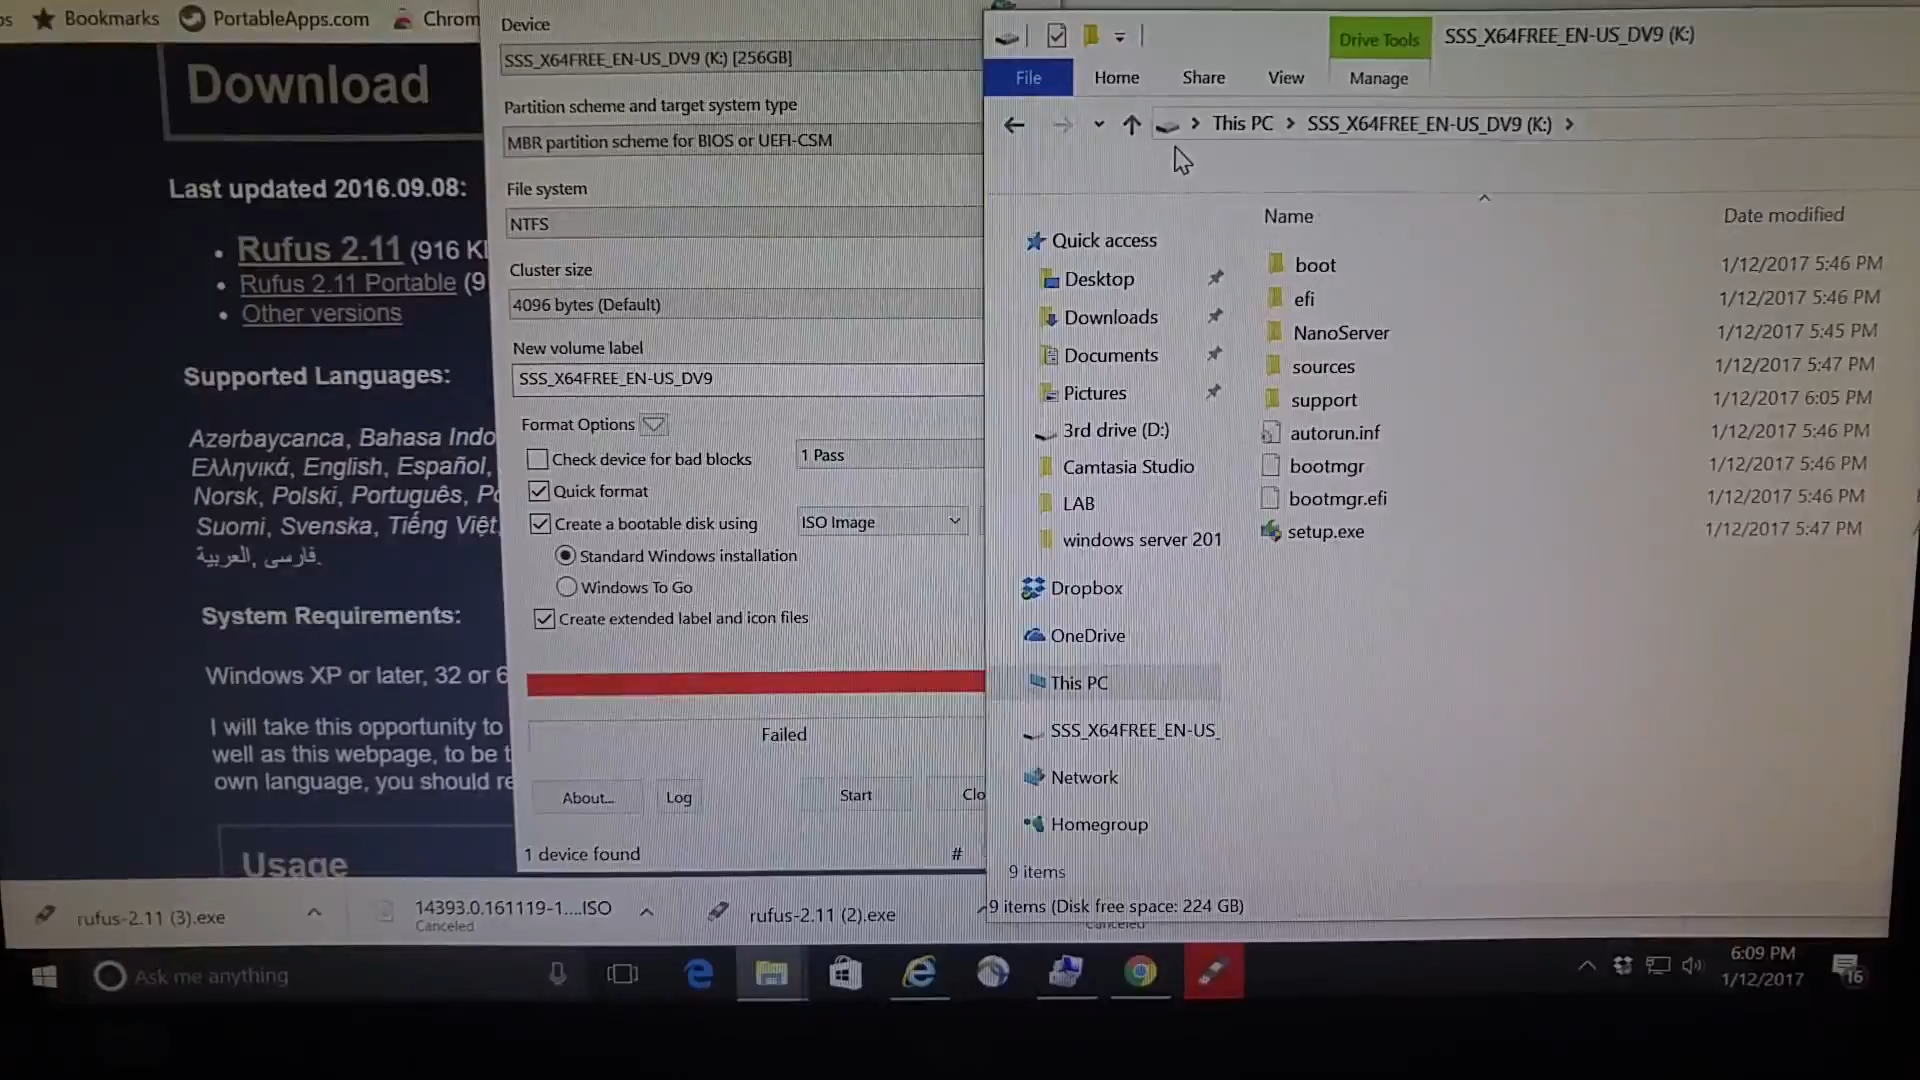 os Bookmarks PortableApps.com Chrom
Download
Last updated 2016.09.08:
Rufus 2.11 (916 K
Rufus 2.11 Portable (9
Other versions
Supported Languages:
Azərbaycanca, Bahasa Indo
Ελληνικά, English, Español,
Norsk, Polski, Português, Po
Suomi, Svenska, Tiếng Việt,
العربية, فارسی.
System Requirements:
Windows XP or later, 32 or 6
I will take this opportunity to
well as this webpage, to be t
own language, you should re
Usage
Device
SSS_X64FREE_EN-US_DV9 (K:) [256GB]
Partition scheme and target system type
MBR partition scheme for BIOS or UEFI-CSM
File system
NTFS
Cluster size
4096 bytes (Default)
New volume label
SSS_X64FREE_EN-US_DV9
Format Options
Check device for bad blocks 1 Pass
Quick format
Create a bootable disk using ISO Image
Standard Windows installation
Windows To Go
Create extended label and icon files
Failed
About... Log Start Clo
1 device found #
Drive Tools SSS_X64FREE_EN-US_DV9 (K:)
File Home Share View Manage
This PC SSS_X64FREE_EN-US_DV9 (K:)
Quick access
Desktop
Downloads
Documents
Pictures
3rd drive (D:)
Camtasia Studio
LAB
windows server 201
Dropbox
OneDrive
This PC
SSS_X64FREE_EN-US_
Network
Homegroup
Name Date modified
boot 1/12/2017 5:46 PM
efi 1/12/2017 5:46 PM
NanoServer 1/12/2017 5:45 PM
sources 1/12/2017 5:47 PM
support 1/12/2017 6:05 PM
autorun.inf 1/12/2017 5:46 PM
bootmgr 1/12/2017 5:46 PM
bootmgr.efi 1/12/2017 5:46 PM
setup.exe 1/12/2017 5:47 PM
9 items
9 items (Disk free space: 224 GB)
rufus-2.11 (3).exe
14393.0.161119-1....ISO
Canceled
rufus-2.11 (2).exe
Canceled
Ask me anything
6:09 PM
1/12/2017
16